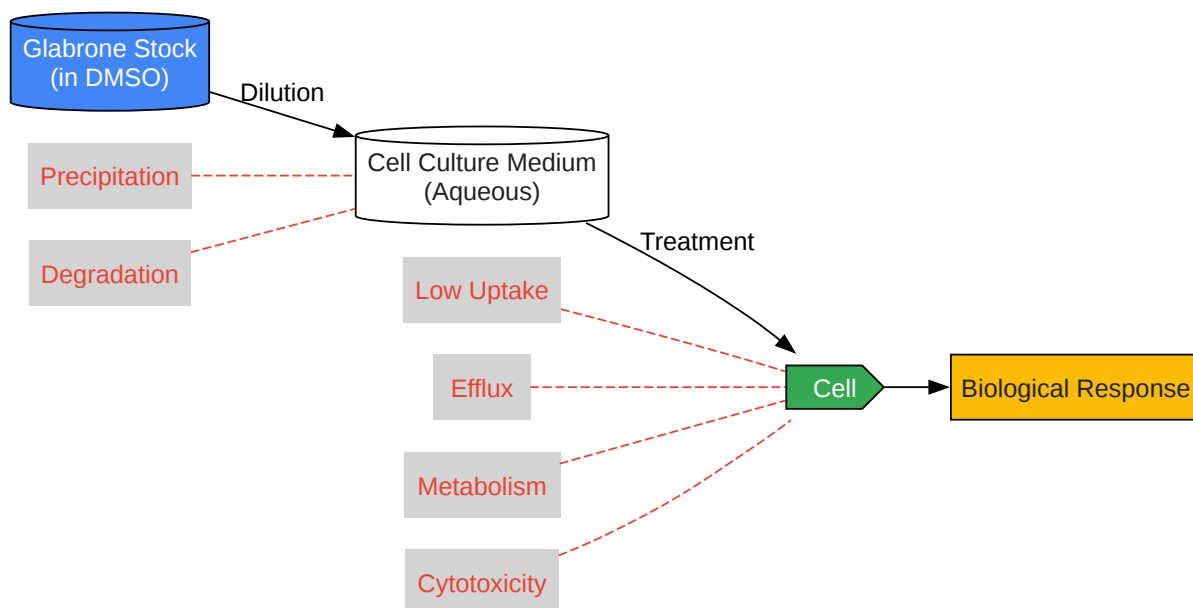 Glabrone Stock
(in DMSO)
Dilution
Cell Culture Medium
(Aqueous)
Precipitation
Degradation
Treatment
Low Uptake
Efflux
Cell
Biological Response
Metabolism
Cytotoxicity